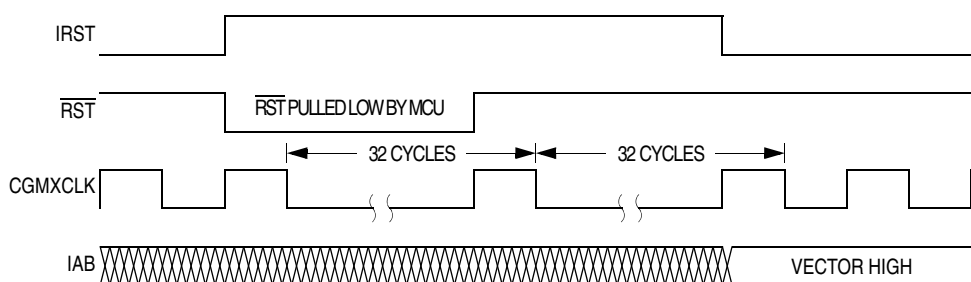 IRST
RST
RST PULLED LOW BY MCU
32 CYCLES
32 CYCLES
CGMXCLK
IAB
VECTOR HIGH